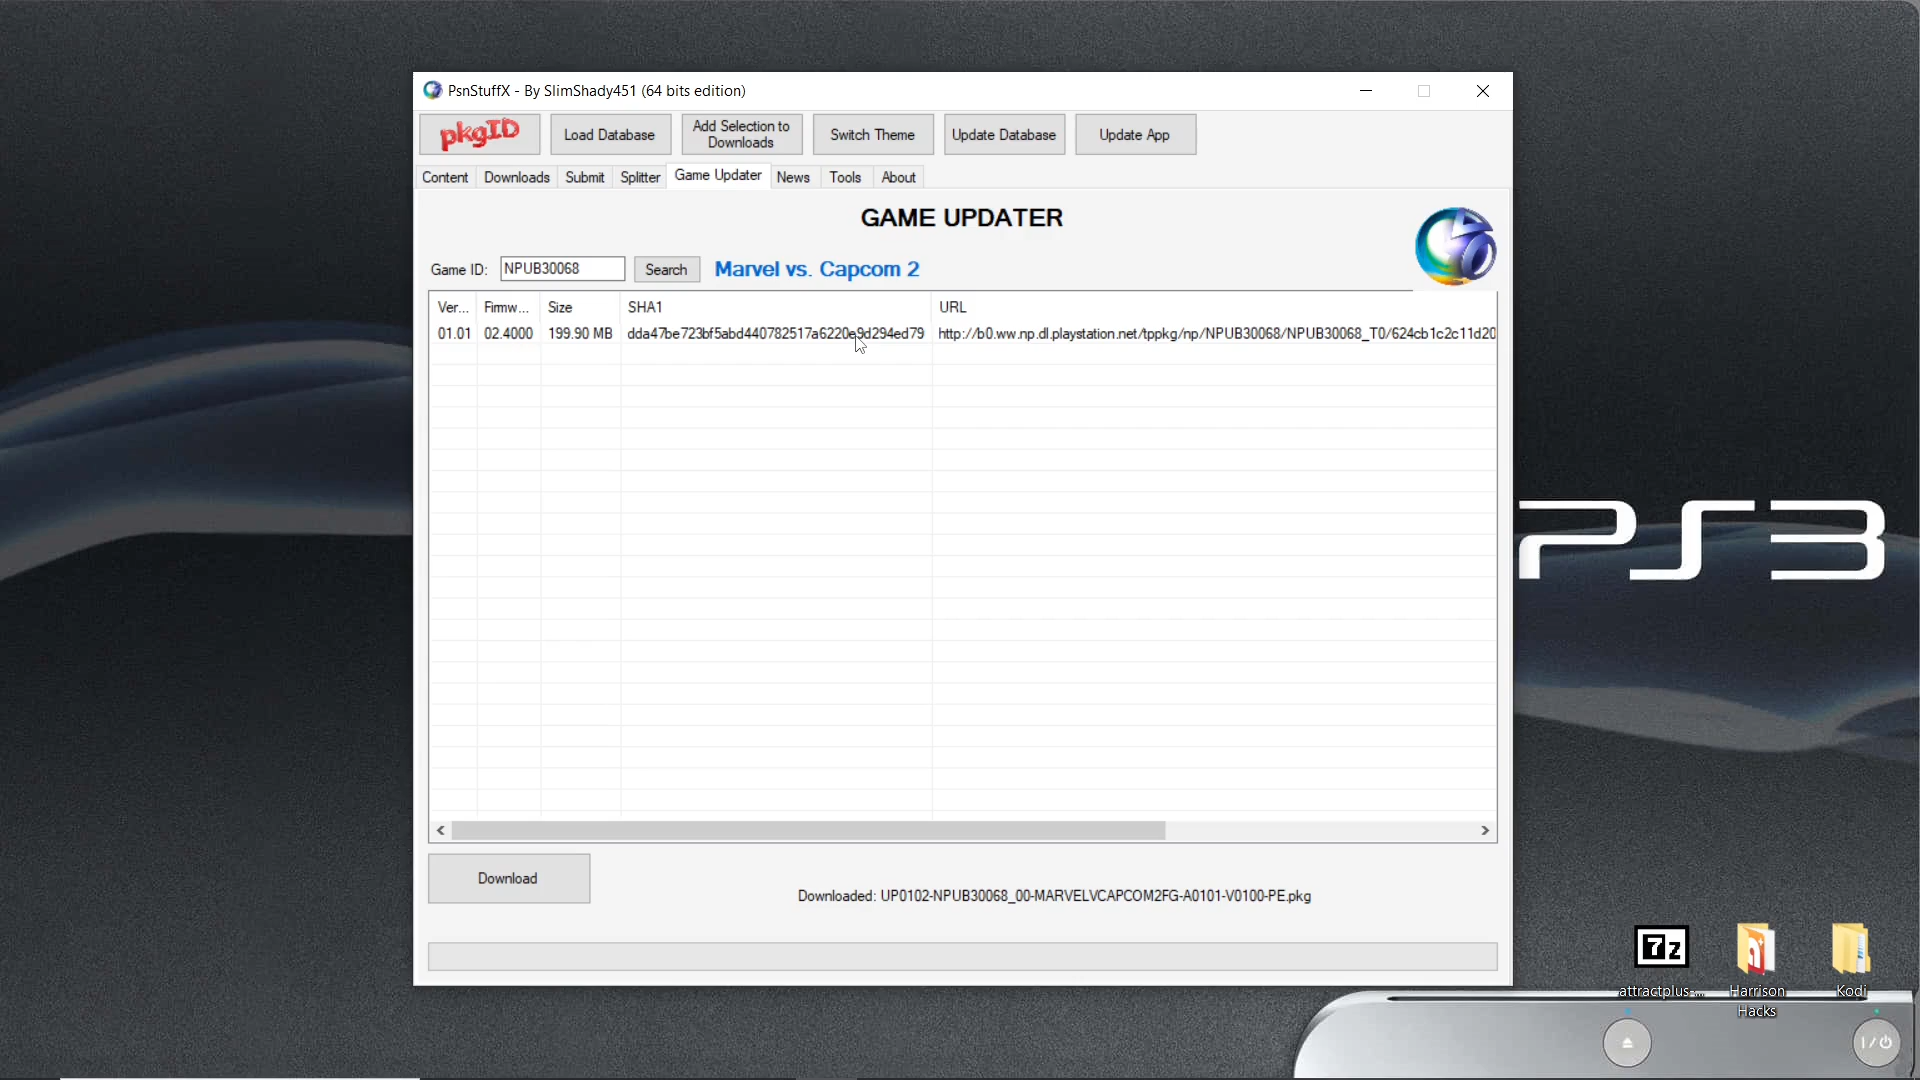 PsnStuffX - By SlimShady451 (64 bits edition)
pkgID
Load Database
Add Selection to
Downloads
Switch Theme
Update Database
Update App
Content
Downloads
Submit
Splitter
Game Updater
News
Tools
About
GAME UPDATER
Game ID:
NPUB30068
Search
Marvel vs. Capcom 2
Ver... Firmw... Size SHA1 URL
01.01 02.4000 199.90 MB dda47be723bf5abd440782517a6220e9d294ed79 http://b0.ww.np.dl.playstation.net/tppkg/np/NPUB30068/NPUB30068_T0/624cb1c2c11d20
PS3
Download
Downloaded: UP0102-NPUB30068_00-MARVELVCAPCOM2FG-A0101-V0100-PE.pkg
7z
attractplus-...
Harrison
Hacks
Kodi